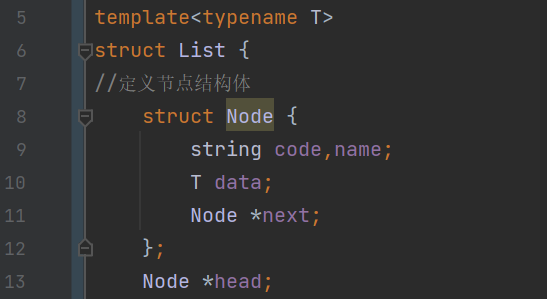 5 template<typename T>
6 struct List {
7 //定义节点结构体
8 struct Node {
9 string code,name;
10 T data;
11 Node *next;
12 };
13 Node *head;